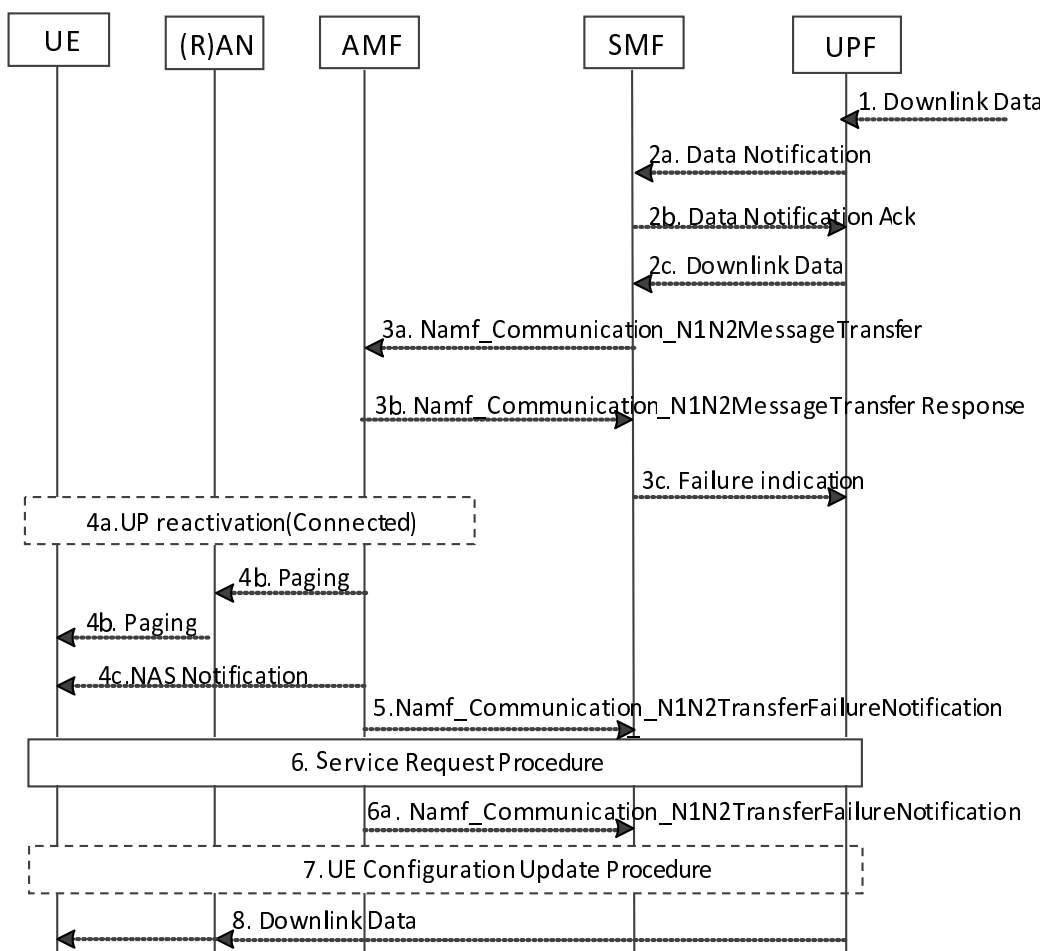 UE
(R)AN
AMF
SMF
UPF
1. Downlink Data
2a. Data Notification
2b. Data Notification Ack
2c. Downlink Data
3a. Namf_Communication_N1N2MessageTransfer
3b. Namf_Communication_N1N2MessageTransfer Response
3c. Failure indication
4a.UP reactivation(Connected)
4b. Paging
4b. Paging
4c.NAS Notification
5.Namf_Communication_N1N2TransferFailureNotification
6. Service Request Procedure
6a. Namf_Communication_N1N2TransferFailureNotification
7. UE Configuration Update Procedure
8. Downlink Data